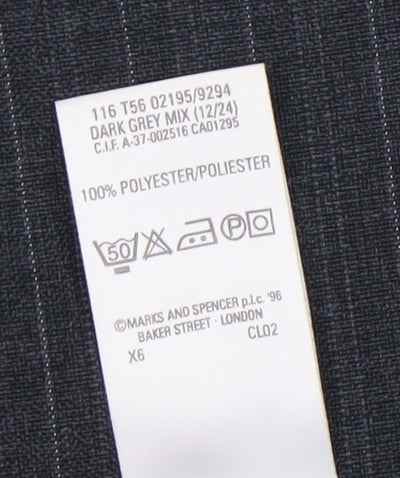 116 T56 02195/9294
DARK GREY MIX (12/24)
C.I.F. A-37-002516 CA01295
100% POLYESTER/POLIESTER
50 P
©MARKS AND SPENCER p.l.c. '96
BAKER STREET · LONDON
X6 CL02